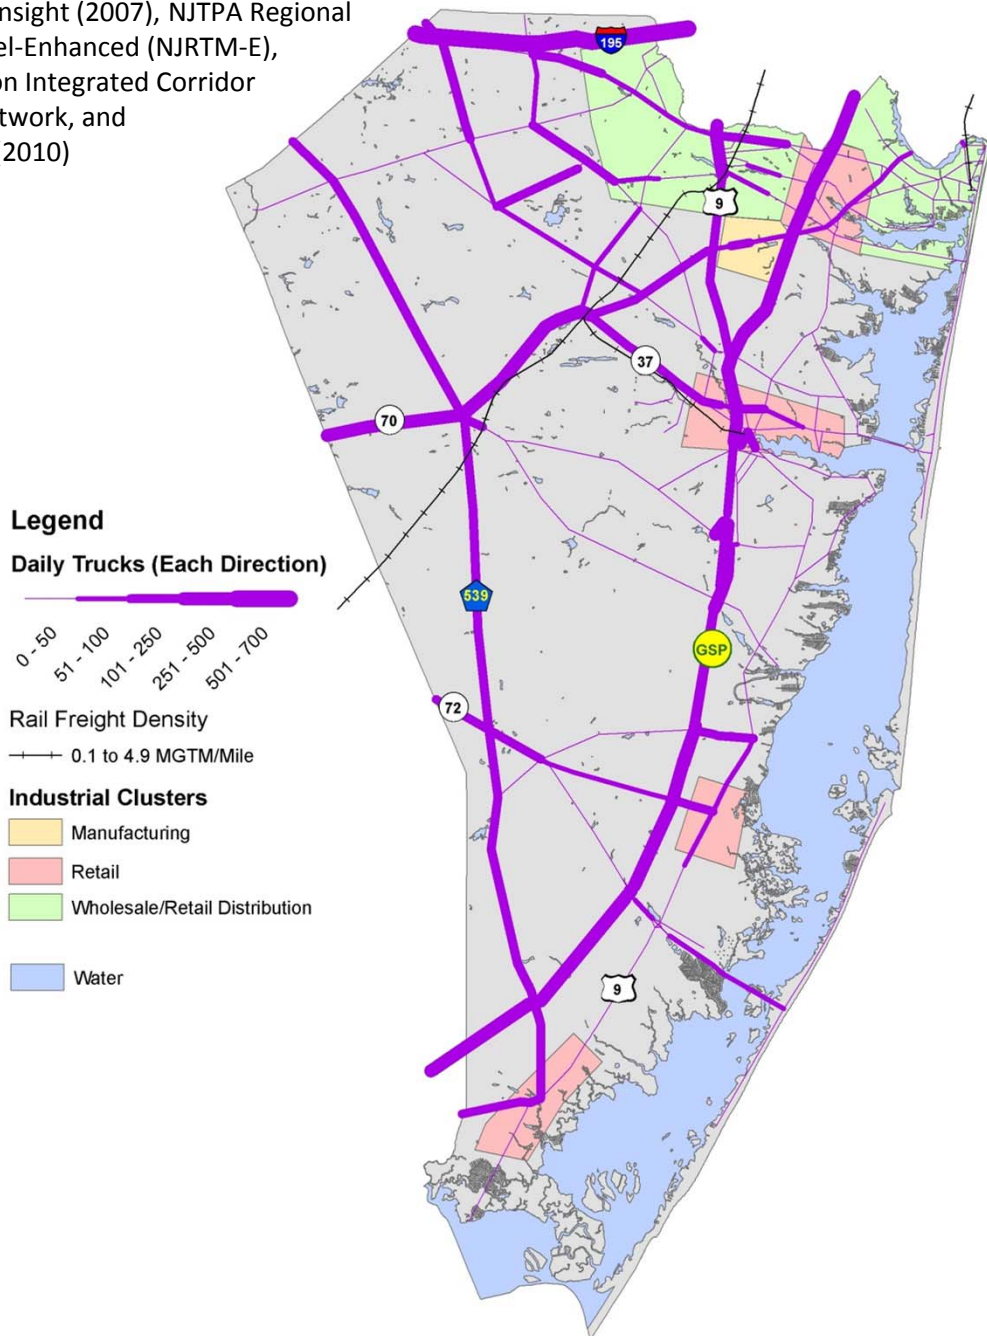 nsight (2007), NJTPA Regional
el-Enhanced (NJRTM-E),
on Integrated Corridor
twork, and
2010)
195
9
37
70
539
GSP
72
9
Legend
Daily Trucks (Each Direction)
0 - 50
51 - 100
101 - 250
251 - 500
501 - 700
Rail Freight Density
0.1 to 4.9 MGTM/Mile
Industrial Clusters
Manufacturing
Retail
Wholesale/Retail Distribution
Water